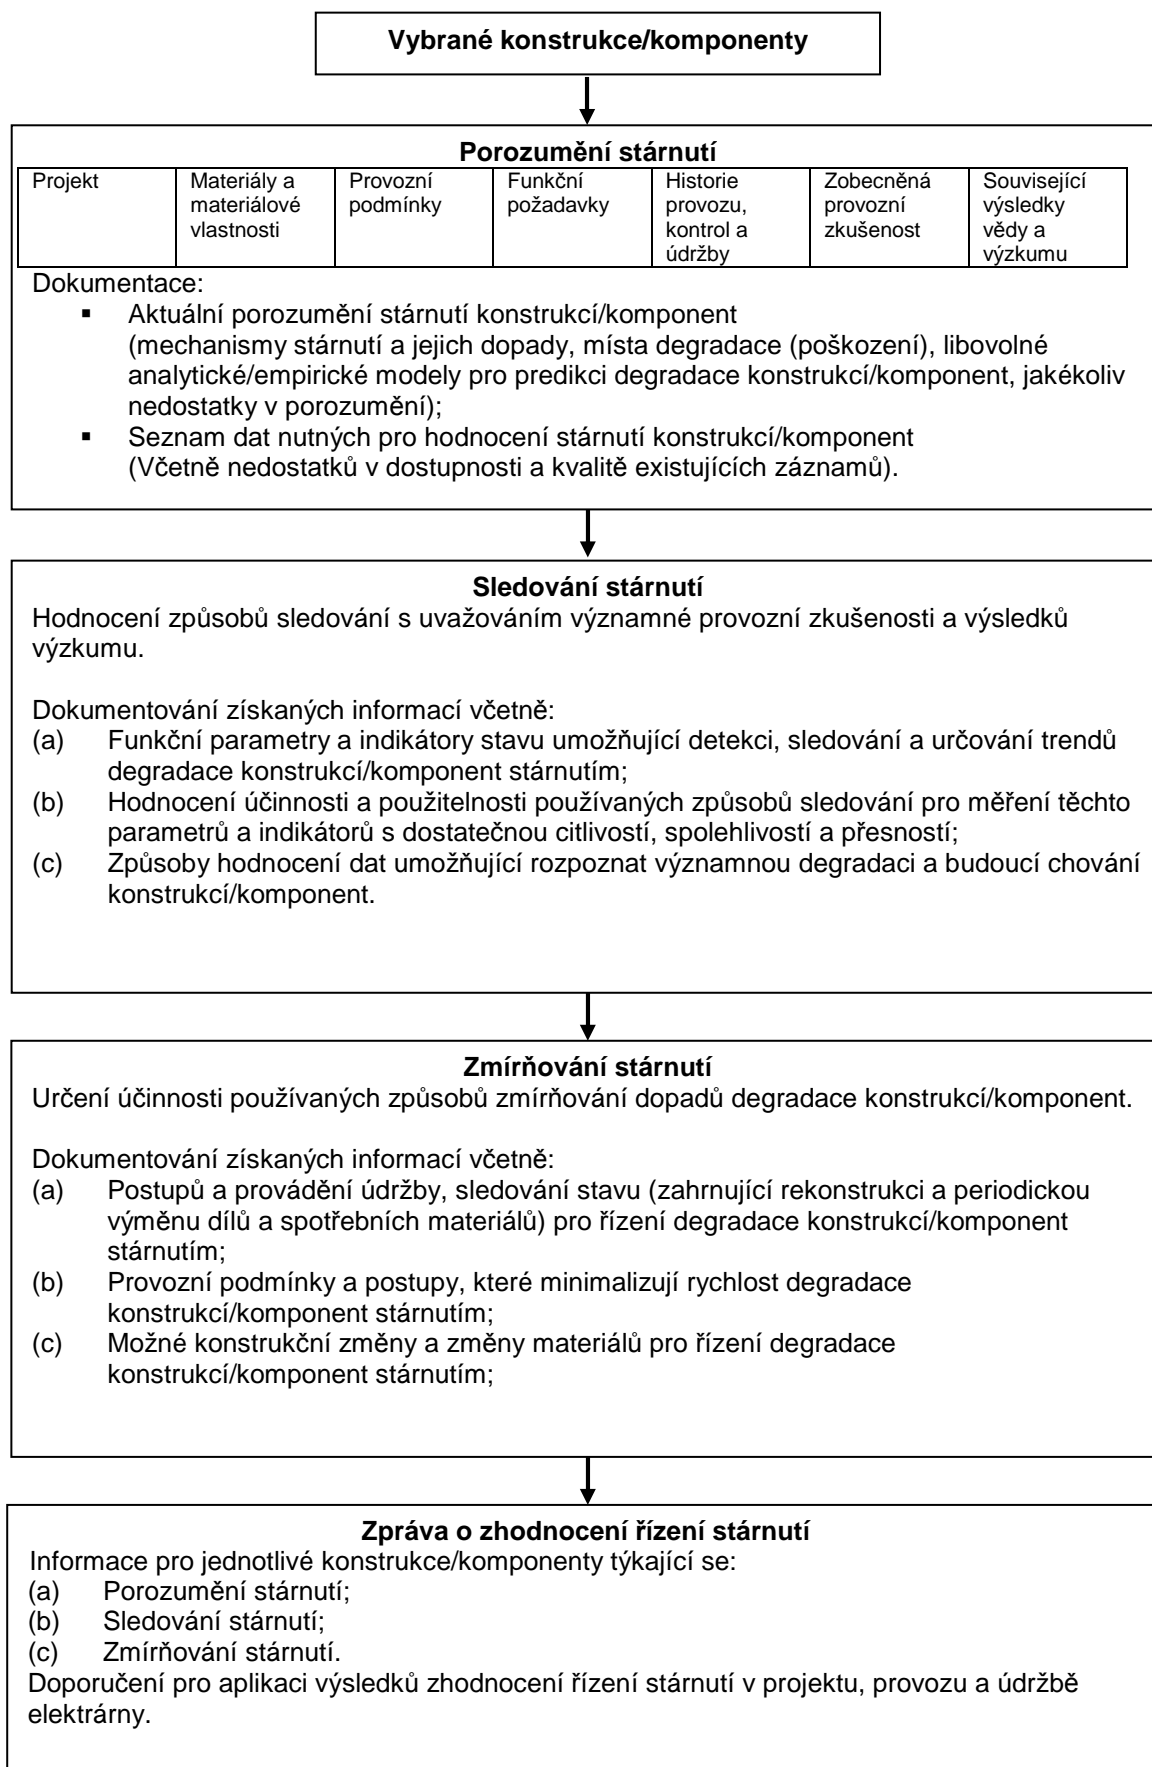 Vybrané konstrukce/komponenty
Porozumění stárnutí
Projekt
Materiály a
materiálové
vlastnosti
Provozní
podmínky
Funkční
požadavky
Historie
provozu,
kontrol a
údržby
Zobecněná
provozní
zkušenost
Související
výsledky
vědy a
výzkumu
Dokumentace:
▪ Aktuální porozumění stárnutí konstrukcí/komponent
(mechanismy stárnutí a jejich dopady, místa degradace (poškození), libovolné
analytické/empirické modely pro predikci degradace konstrukcí/komponent, jakékoliv
nedostatky v porozumění);
▪ Seznam dat nutných pro hodnocení stárnutí konstrukcí/komponent
(Včetně nedostatků v dostupnosti a kvalitě existujících záznamů).
Sledování stárnutí
Hodnocení způsobů sledování s uvažováním významné provozní zkušenosti a výsledků
výzkumu.
Dokumentování získaných informací včetně:
(a) Funkční parametry a indikátory stavu umožňující detekci, sledování a určování trendů
degradace konstrukcí/komponent stárnutím;
(b) Hodnocení účinnosti a použitelnosti používaných způsobů sledování pro měření těchto
parametrů a indikátorů s dostatečnou citlivostí, spolehlivostí a přesností;
(c) Způsoby hodnocení dat umožňující rozpoznat významnou degradaci a budoucí chování
konstrukcí/komponent.
Zmírňování stárnutí
Určení účinnosti používaných způsobů zmírňování dopadů degradace konstrukcí/komponent.
Dokumentování získaných informací včetně:
(a) Postupů a provádění údržby, sledování stavu (zahrnující rekonstrukci a periodickou
výměnu dílů a spotřebních materiálů) pro řízení degradace konstrukcí/komponent
stárnutím;
(b) Provozní podmínky a postupy, které minimalizují rychlost degradace
konstrukcí/komponent stárnutím;
(c) Možné konstrukční změny a změny materiálů pro řízení degradace
konstrukcí/komponent stárnutím;
Zpráva o zhodnocení řízení stárnutí
Informace pro jednotlivé konstrukce/komponenty týkající se:
(a) Porozumění stárnutí;
(b) Sledování stárnutí;
(c) Zmírňování stárnutí.
Doporučení pro aplikaci výsledků zhodnocení řízení stárnutí v projektu, provozu a údržbě
elektrárny.